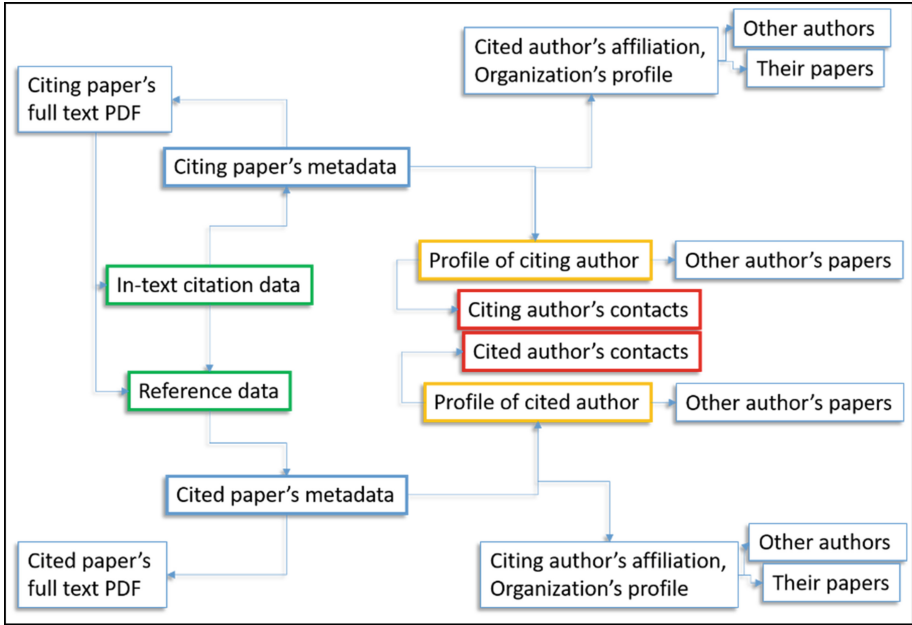 Cited author's affiliation,
Organization's profile
Other authors
Their papers
Citing paper's
full text PDF
Citing paper's metadata
Profile of citing author
Other author's papers
In-text citation data
Citing author's contacts
Cited author's contacts
Reference data
Profile of cited author
Other author's papers
Cited paper's metadata
Cited paper's
full text PDF
Citing author's affiliation,
Organization's profile
Other authors
Their papers